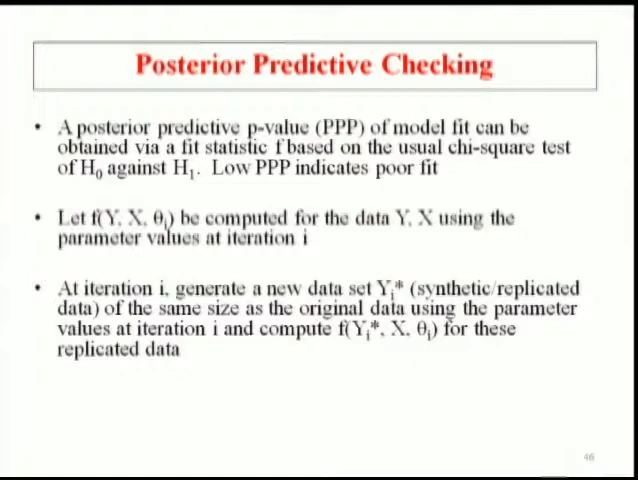 Posterior Predictive Checking
• A posterior predictive p-value (PPP) of model fit can be
obtained via a fit statistic f based on the usual chi-square test
of H₀ against H₁. Low PPP indicates poor fit
• Let f(Y, X, θᵢ) be computed for the data Y, X using the
parameter values at iteration i
• At iteration i, generate a new data set Yᵢ* (synthetic/replicated
data) of the same size as the original data using the parameter
values at iteration i and compute f(Yᵢ*, X, θᵢ) for these
replicated data
46